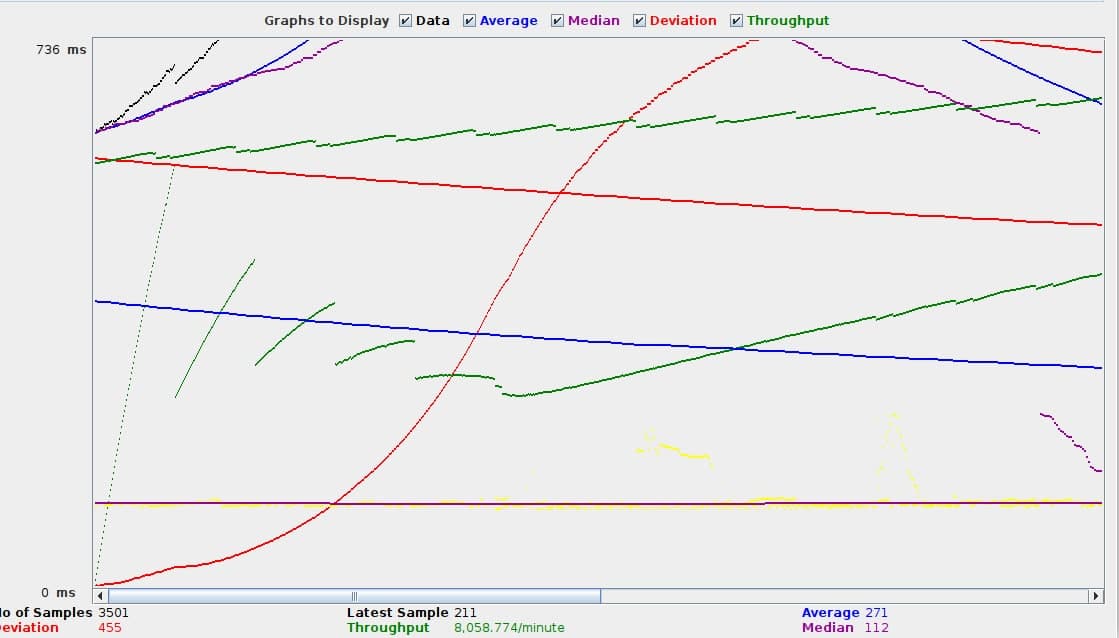 Graphs to Display Data Average Median Deviation Throughput
736 ms
0 ms
o of Samples 3501 Latest Sample 211 Average 271
eviation 455 Throughput 8,058.774/minute Median 112